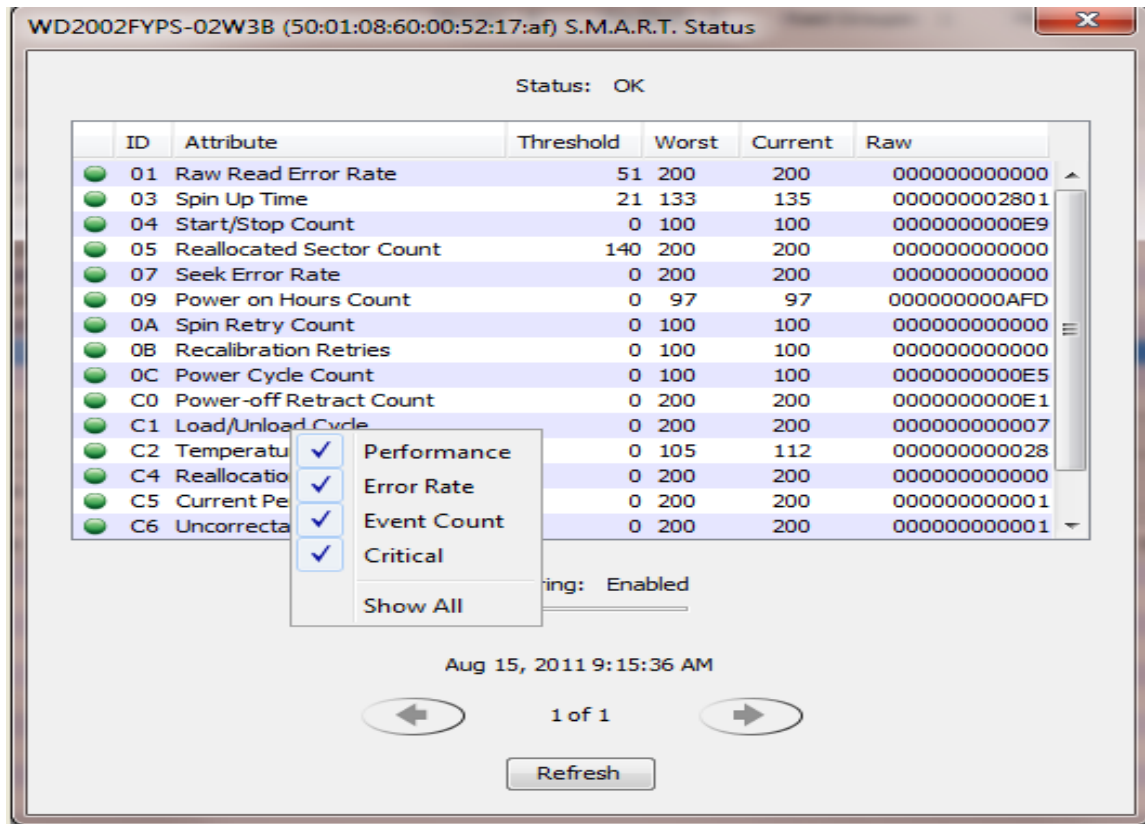 WD2002FYPS-02W3B (50:01:08:60:00:52:17:af) S.M.A.R.T. Status
Status: OK
ID Attribute Threshold Worst Current Raw
01 Raw Read Error Rate 51 200 200 000000000000
03 Spin Up Time 21 133 135 000000002801
04 Start/Stop Count 0 100 100 0000000000E9
05 Reallocated Sector Count 140 200 200 000000000000
07 Seek Error Rate 0 200 200 000000000000
09 Power on Hours Count 0 97 97 000000000AFD
0A Spin Retry Count 0 100 100 000000000000
0B Recalibration Retries 0 100 100 000000000000
0C Power Cycle Count 0 100 100 0000000000E5
C0 Power-off Retract Count 0 200 200 0000000000E1
C1 Load/Unload Cycle 0 200 200 000000000007
C2 Temperatu 0 105 112 000000000028
C4 Reallocatio 0 200 200 000000000000
C5 Current Pe 0 200 200 000000000001
C6 Uncorrecta 0 200 200 000000000001
Performance
Error Rate
Event Count
Critical
Show All
ring: Enabled
Aug 15, 2011 9:15:36 AM
1 of 1
Refresh